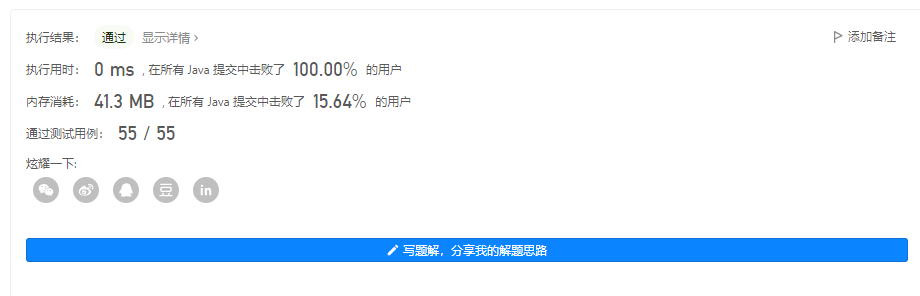 执行结果： 通过 显示详情 › 添加备注
执行用时： 0 ms , 在所有 Java 提交中击败了 100.00% 的用户
内存消耗： 41.3 MB , 在所有 Java 提交中击败了 15.64% 的用户
通过测试用例： 55 / 55
炫耀一下:
豆 in
写题解，分享我的解题思路